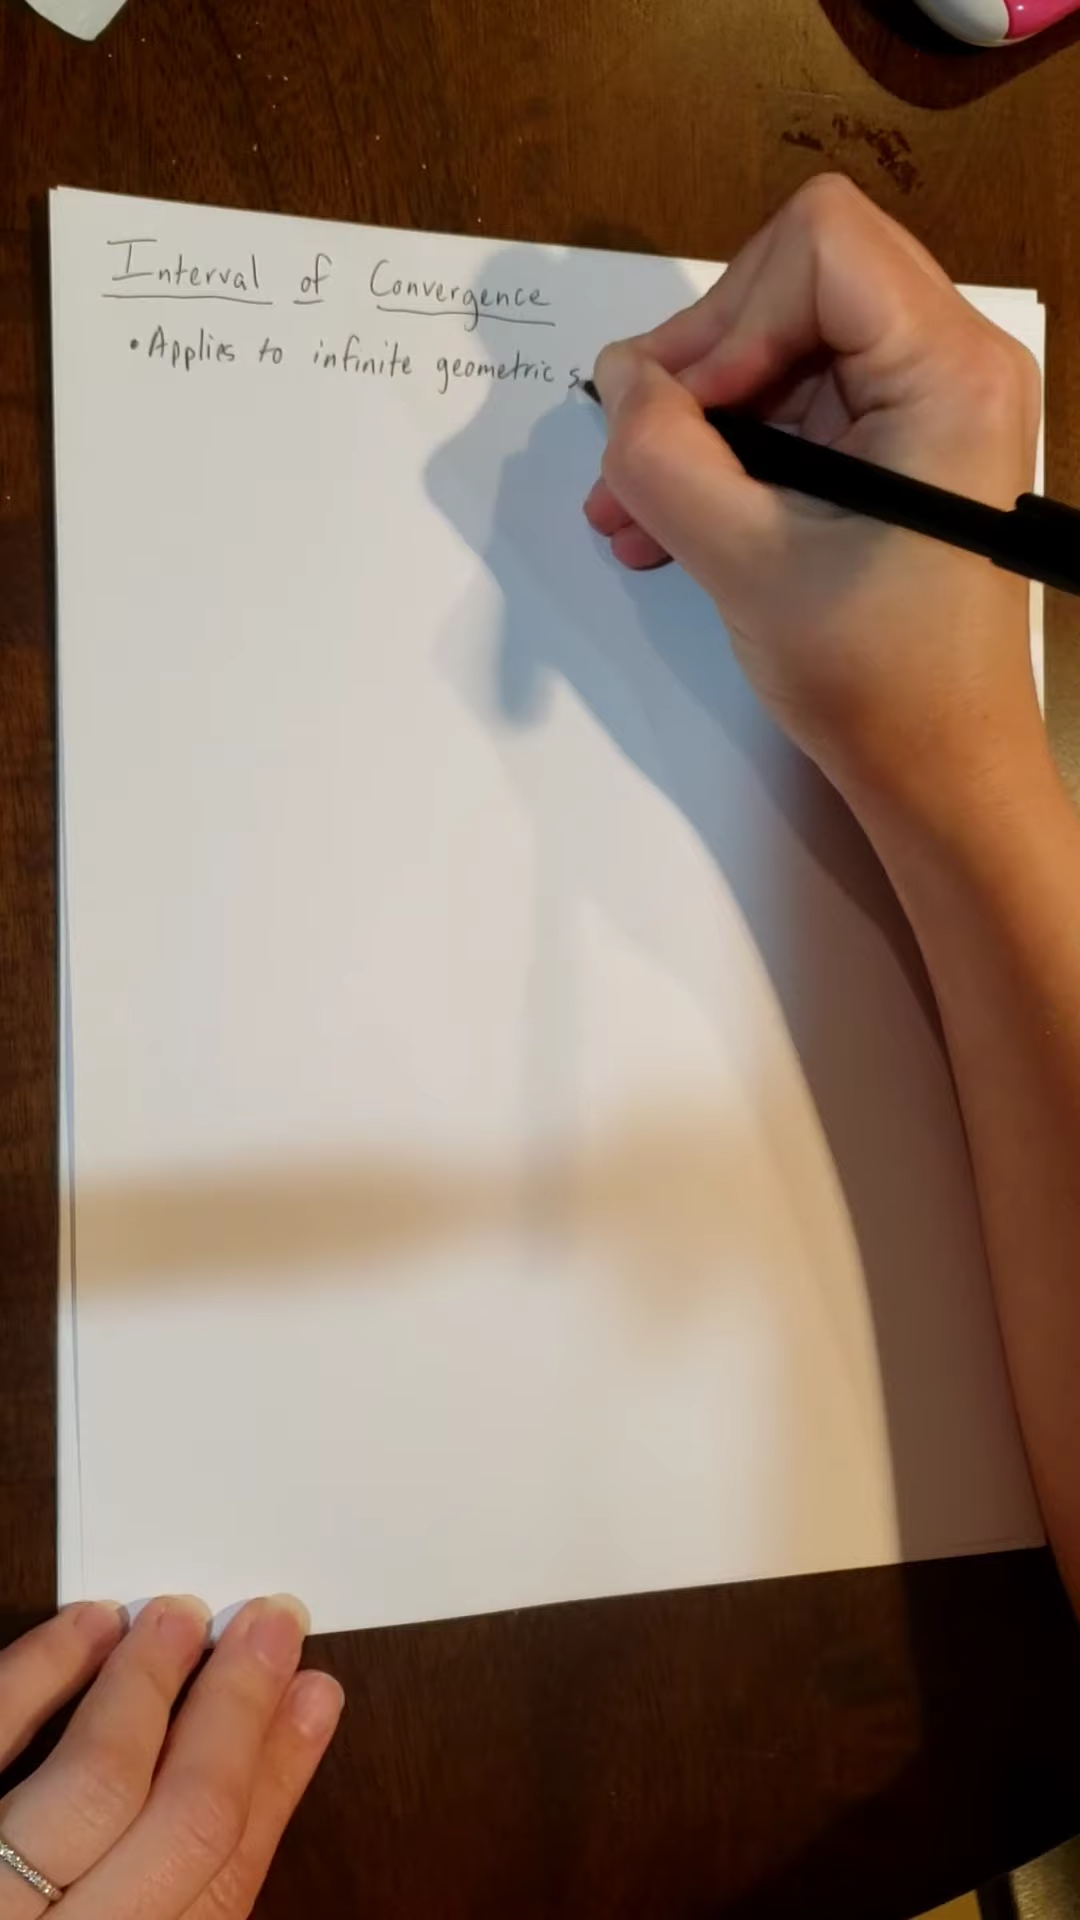 Interval of Convergence
• Applies to infinite geometric s